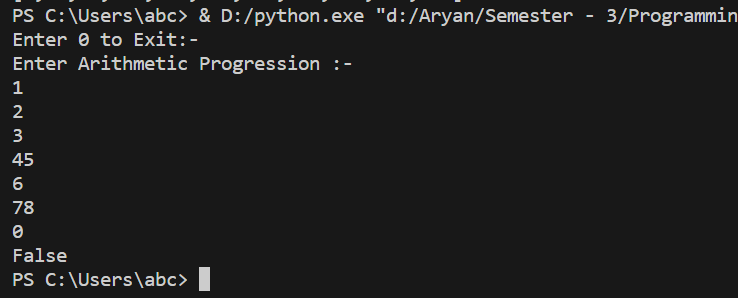 PS C:\Users\abc> & D:/python.exe "d:/Aryan/Semester - 3/Programmin
Enter 0 to Exit:-
Enter Arithmetic Progression :-
1
2
3
45
6
78
0
False
PS C:\Users\abc>